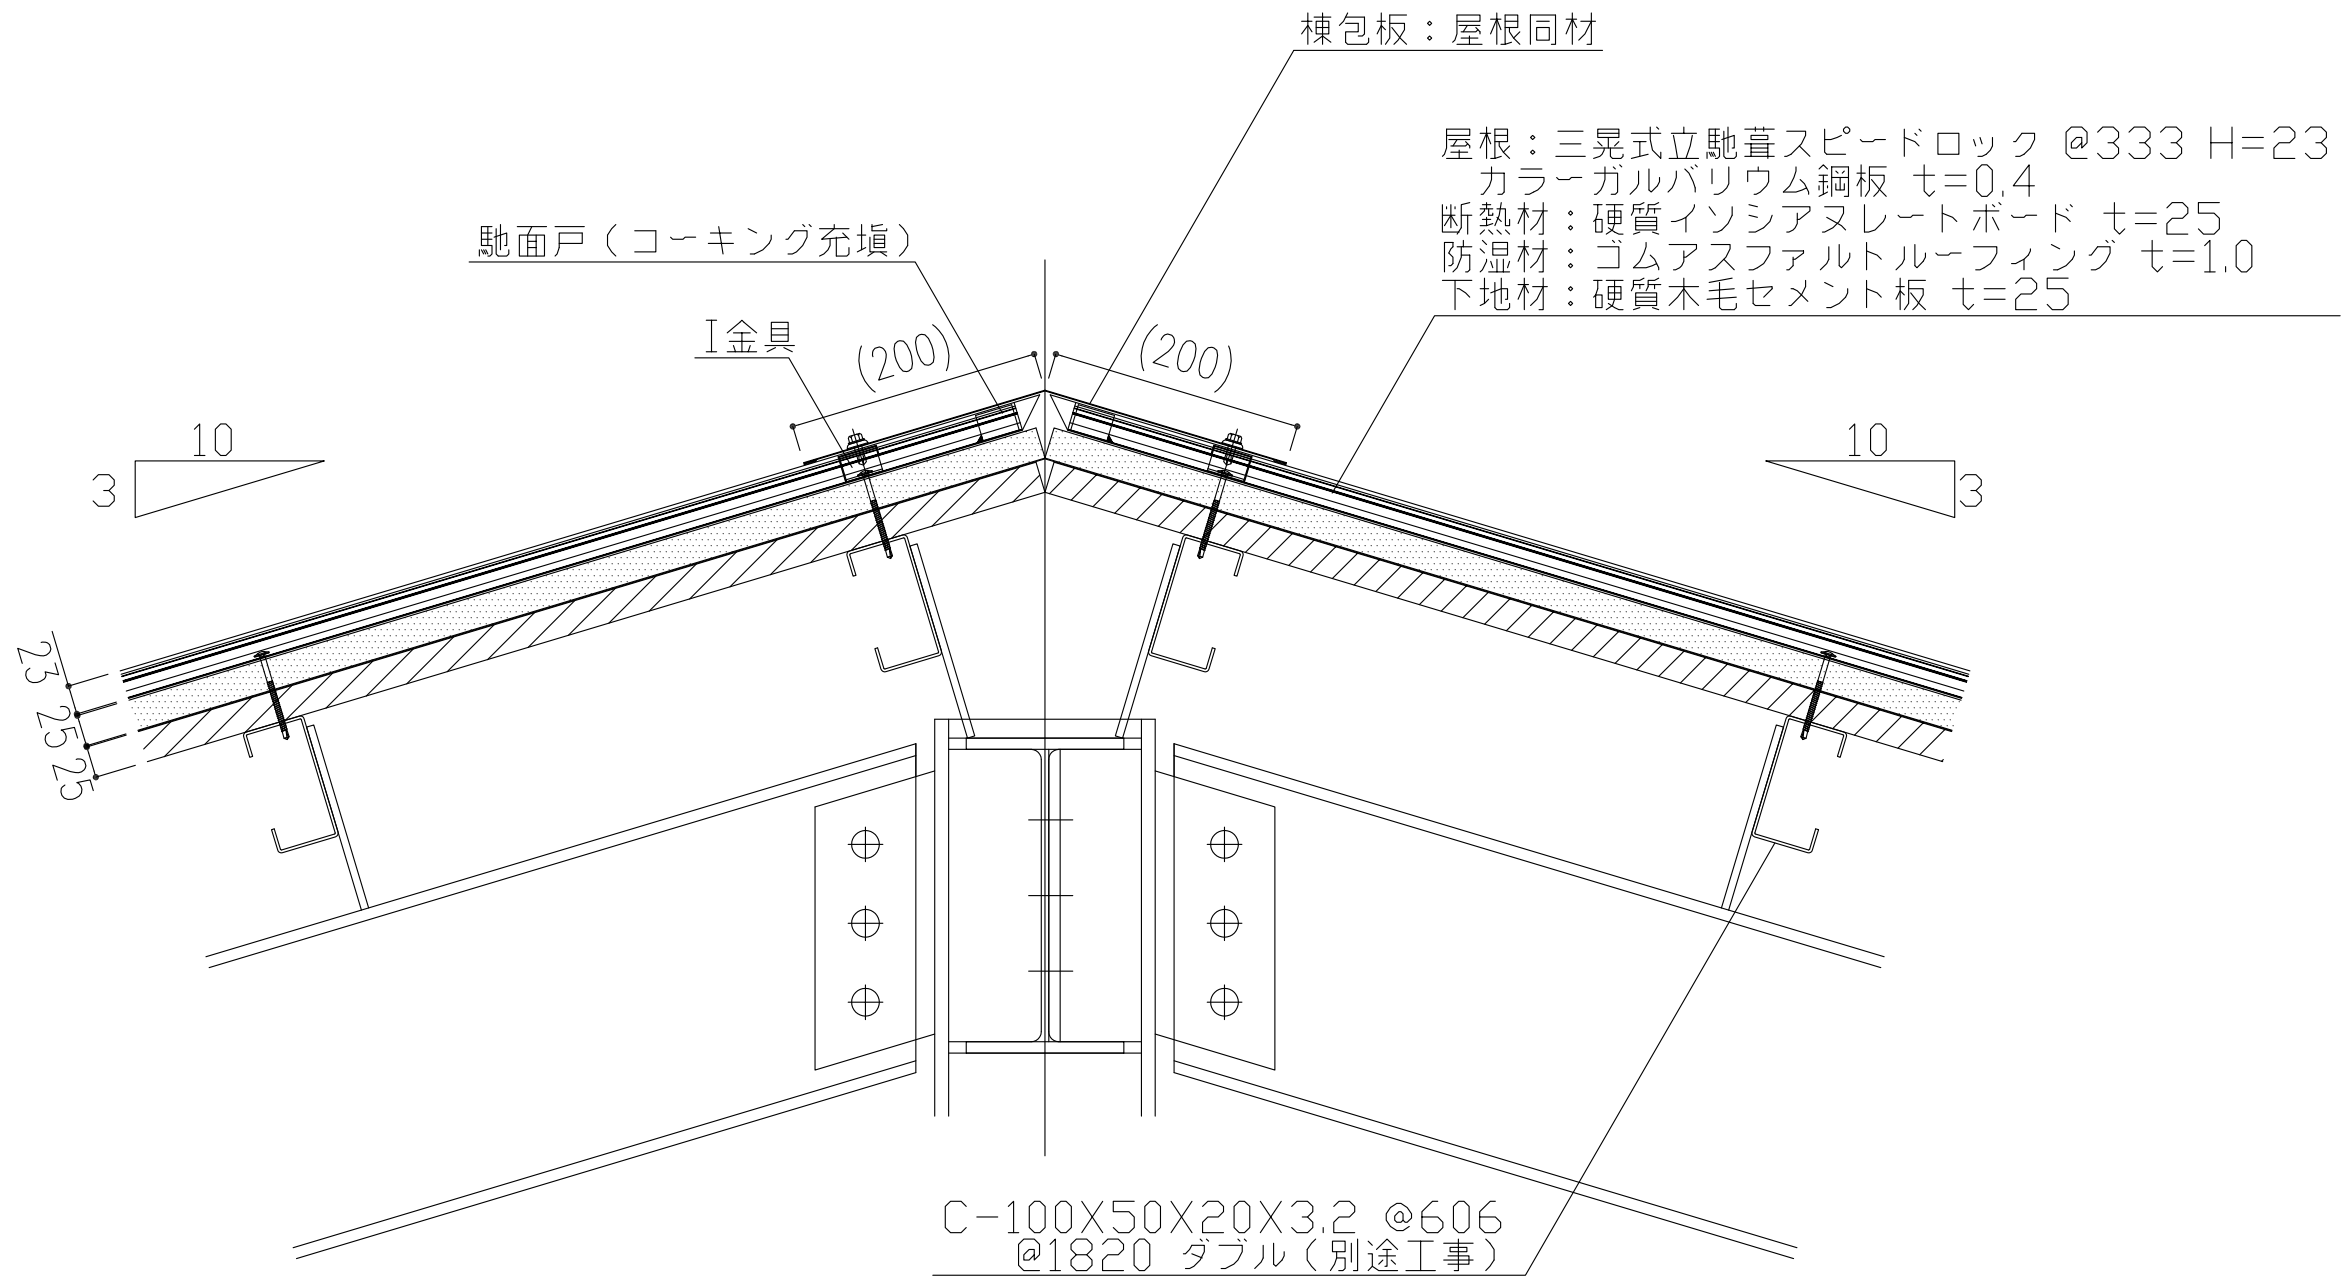 棟包板：屋根同材
屋根：三晃式立馳葺スピードロック @333 H=23
カラーガルバリウム鋼板 t=0.4
断熱材：硬質イソシアヌレートボード t=25
防湿材：ゴムアスファルトルーフィング t=1.0
下地材：硬質木毛セメント板 t=25
馳面戸（コーキング充塡）
I金具
(200)
(200)
10
3
10
3
23
25
25
C-100X50X20X3.2 @606
@1820 ダブル（別途工事）